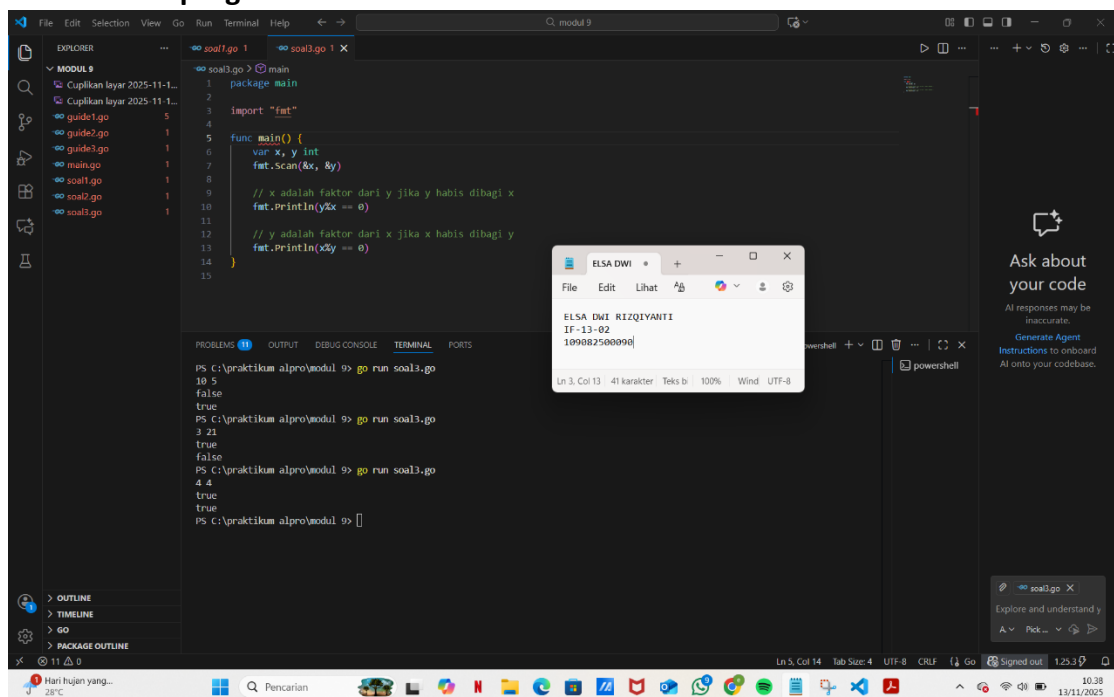 File Edit Selection View Go Run Terminal Help
modul 9
EXPLORER
MODUL 9
Cuplikan layar 2025-11-1...
Cuplikan layar 2025-11-1...
guide1.go 5
guide2.go 1
guide3.go 1
main.go 1
soal1.go 1
soal2.go 1
soal3.go 1
OUTLINE
TIMELINE
GO
PACKAGE OUTLINE
soal1.go 1 soal3.go 1
soal3.go > main
1 package main
2
3 import "fmt"
4
5 func main() {
6 var x, y int
7 fmt.Scan(&x, &y)
8
9 // x adalah faktor dari y jika y habis dibagi x
10 fmt.Println(y%x == 0)
11
12 // y adalah faktor dari x jika x habis dibagi y
13 fmt.Println(x%y == 0)
14 }
15
ELSA DWI
File Edit Lihat
ELSA DWI RIZQIYANTI
IF-13-02
109082500090
Ln 3, Col 13 41 karakter Teks bi 100% Wind UTF-8
PROBLEMS 11 OUTPUT DEBUG CONSOLE TERMINAL PORTS
powershell
PS C:\praktikum alpro\modul 9> go run soal3.go
10 5
false
true
PS C:\praktikum alpro\modul 9> go run soal3.go
3 21
true
false
PS C:\praktikum alpro\modul 9> go run soal3.go
4 4
true
true
PS C:\praktikum alpro\modul 9>
Ask about
your code
AI responses may be
inaccurate.
Generate Agent
Instructions to onboard
AI onto your codebase.
soal3.go
Explore and understand y
A. Pick ...
11 0
Ln 5, Col 14 Tab Size: 4 UTF-8 CRLF Go Signed out 1.25.3
Hari hujan yang...
28°C
Pencarian
10.38
13/11/2025